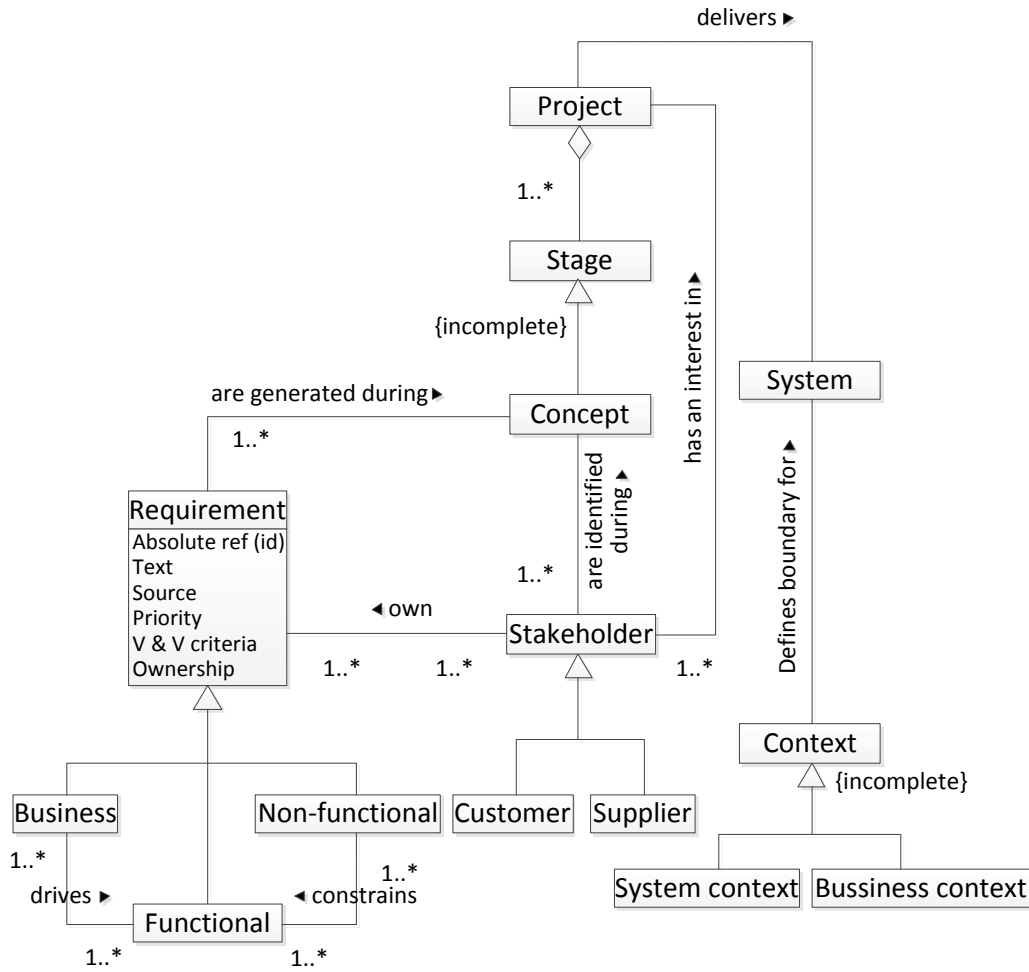 delivers ►
Project
1..*
Stage
{incomplete}
has an interest in ►
System
are generated during ►
Concept
1..*
Requirement
Absolute ref (id)
Text
Source
Priority
V & V criteria
Ownership
are identified
during ►
1..*
Defines boundary for ►
◄ own
Stakeholder
1..*
1..*
1..*
Context
{incomplete}
Business
Non-functional
Customer
Supplier
1..*
1..*
drives ►
◄ constrains
System context
Bussiness context
Functional
1..*
1..*